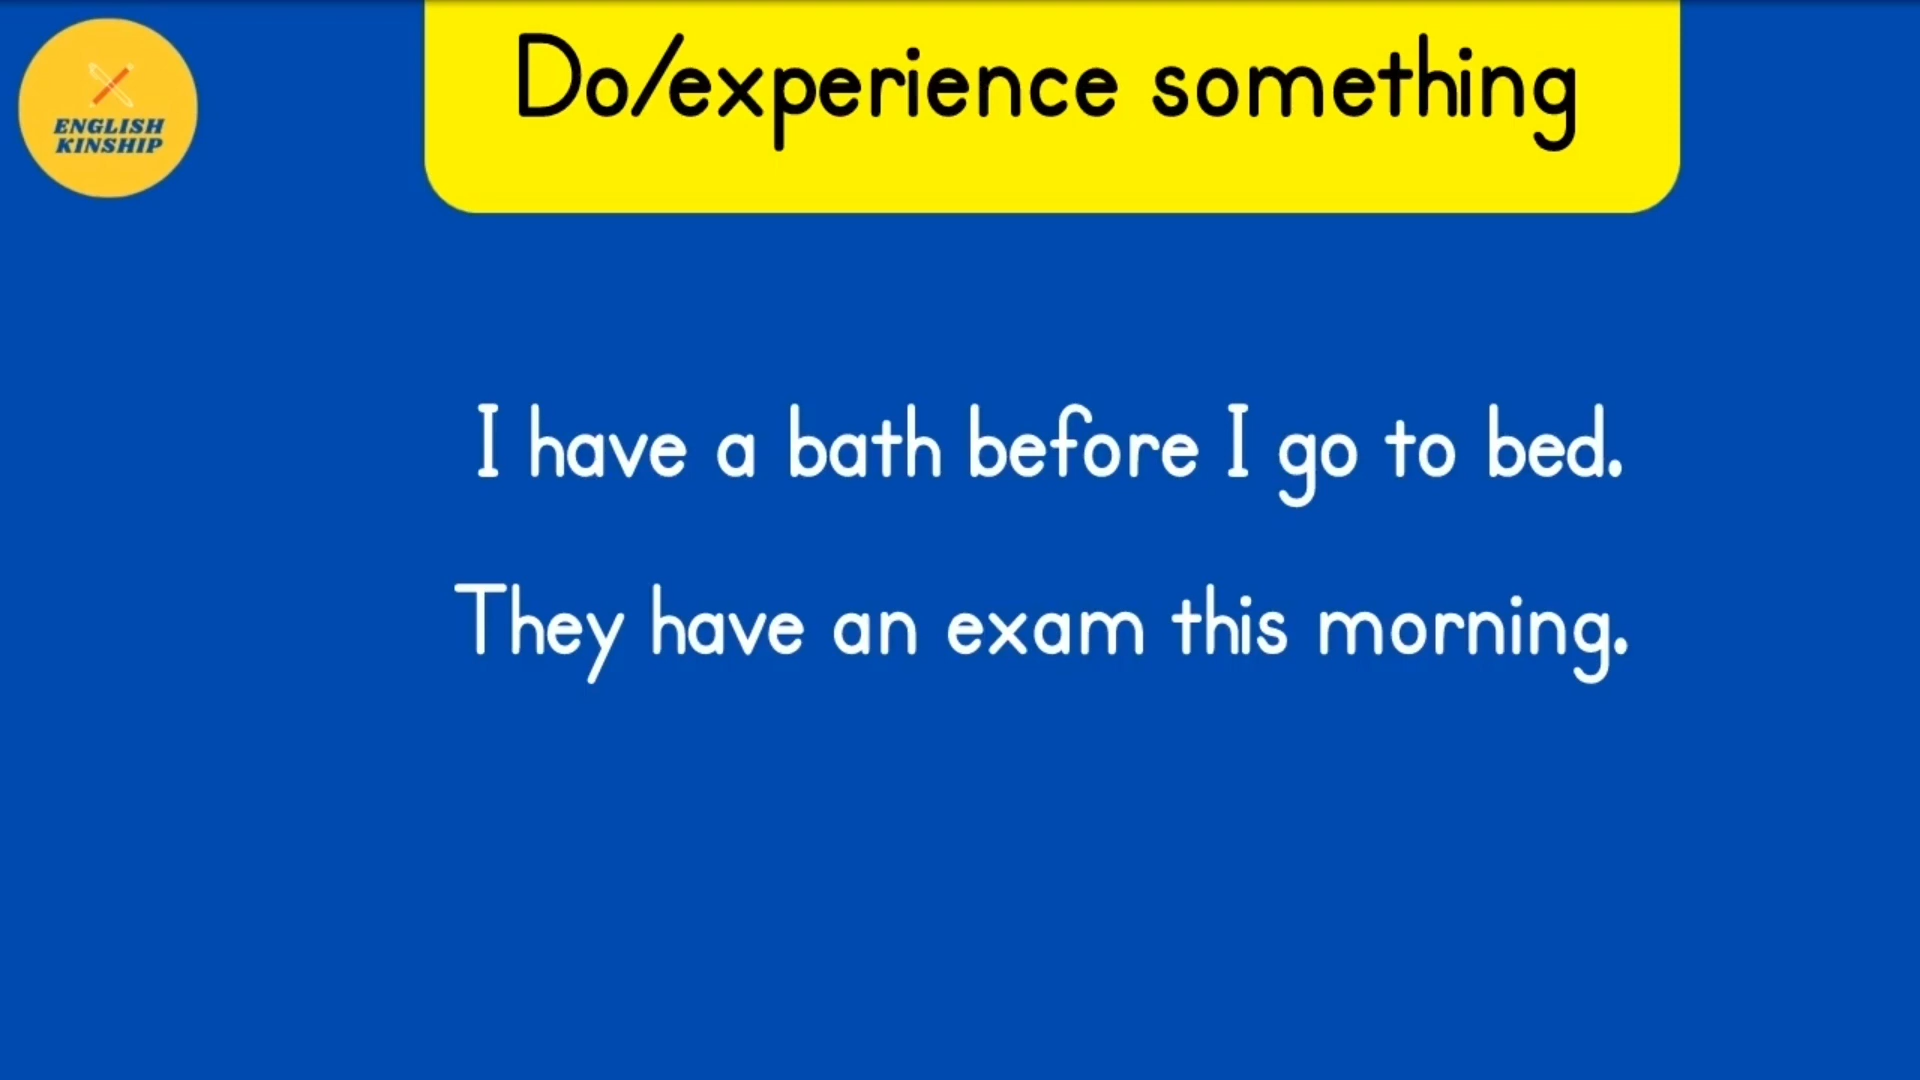 ENGLISH
KINSHIP
Do/experience something
I have a bath before I go to bed.
They have an exam this morning.